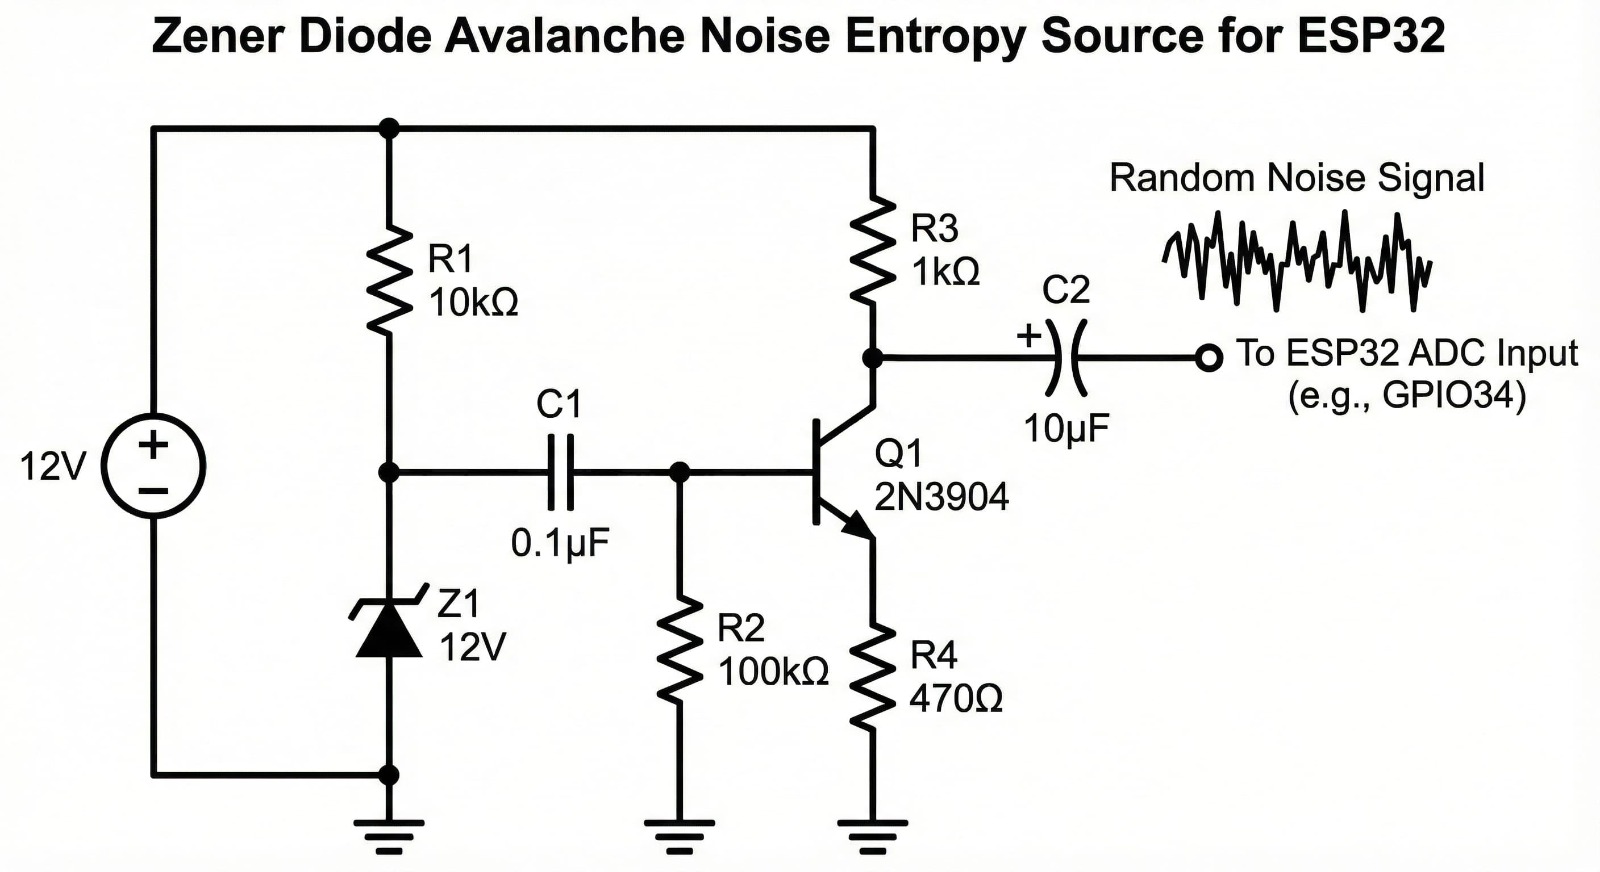 Zener Diode Avalanche Noise Entropy Source for ESP32
Random Noise Signal
R1
10kΩ
R3
1kΩ
C2
+
10μF
To ESP32 ADC Input
(e.g., GPIO34)
12V
+
−
C1
0.1μF
Q1
2N3904
Z1
12V
R2
100kΩ
R4
470Ω